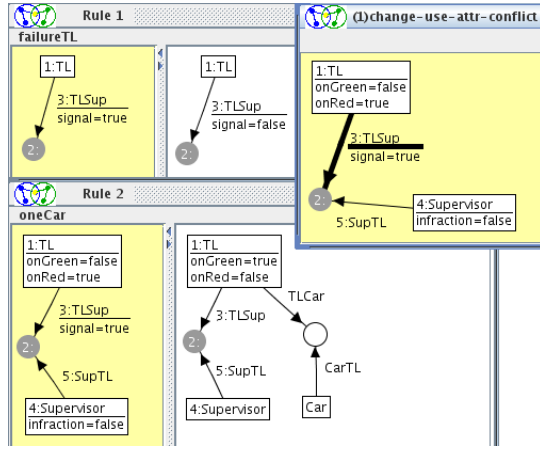 Rule 1
failureTL
1:TL
3:TLSup
signal=true
2:
1:TL
3:TLSup
signal=false
2:
(1)change-use-attr-conflict
1:TL
onGreen=false
onRed=true
3:TLSup
signal=true
2:
4:Supervisor
infraction=false
5:SupTL
Rule 2
oneCar
1:TL
onGreen=false
onRed=true
3:TLSup
signal=true
2:
5:SupTL
4:Supervisor
infraction=false
1:TL
onGreen=true
onRed=false
TLCar
3:TLSup
2:
CarTL
5:SupTL
4:Supervisor
Car